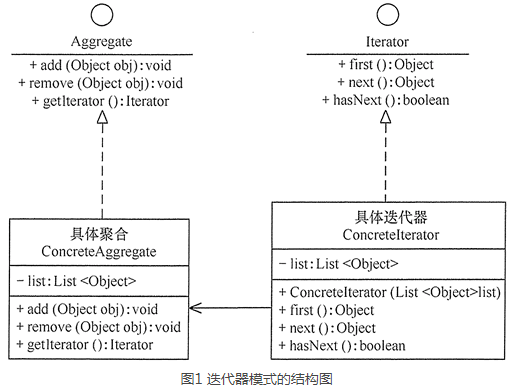 Aggregate
+ add (Object obj):void
+ remove (Object obj):void
+ getIterator ():Iterator
Iterator
+ first ():Object
+ next ():Object
+ hasNext ():boolean
具体聚合
ConcreteAggregate
- list:List <Object>
+ add (Object obj):void
+ remove (Object obj):void
+ getIterator ():Iterator
具体迭代器
ConcreteIterator
- list:List <Object>
+ ConcreteIterator (List <Object>list)
+ first ():Object
+ next ():Object
+ hasNext ():boolean
图1 迭代器模式的结构图